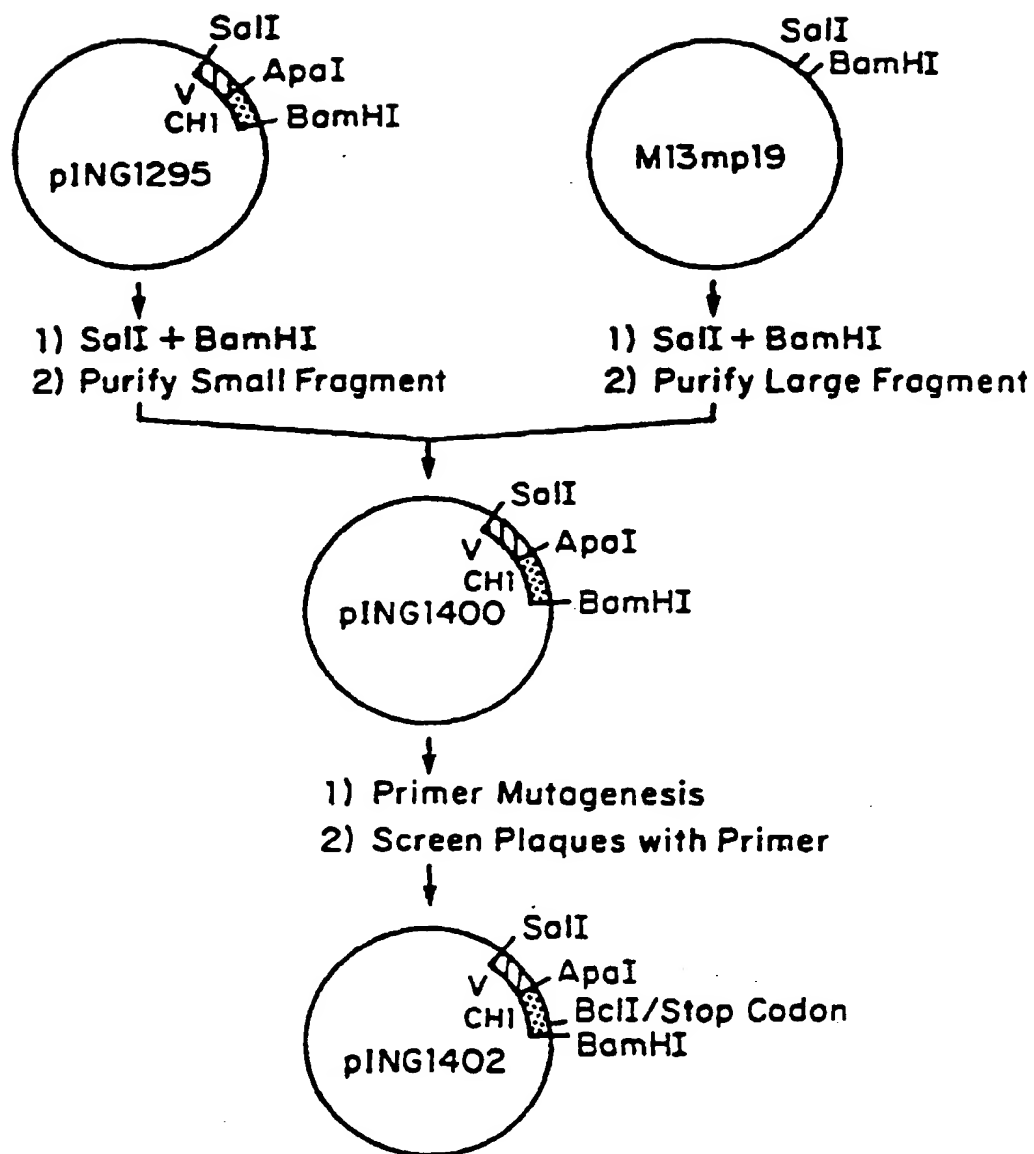 SalI
ApaI
V
CH1
BamHI
pING1295
SalI
BamHI
M13mp19
1) SalI + BamHI
2) Purify Small Fragment
1) SalI + BamHI
2) Purify Large Fragment
SalI
V
ApaI
CH1
BamHI
pING1400
1) Primer Mutagenesis
2) Screen Plaques with Primer
SalI
V
ApaI
CH1
BclI/Stop Codon
BamHI
pING1402